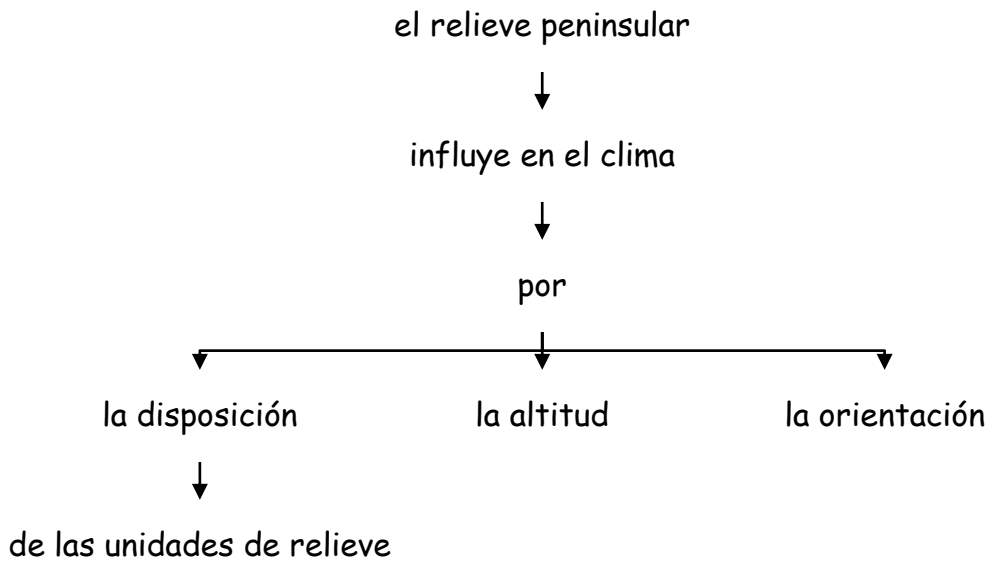 el relieve peninsular
influye en el clima
por
la disposición
la altitud
la orientación
de las unidades de relieve